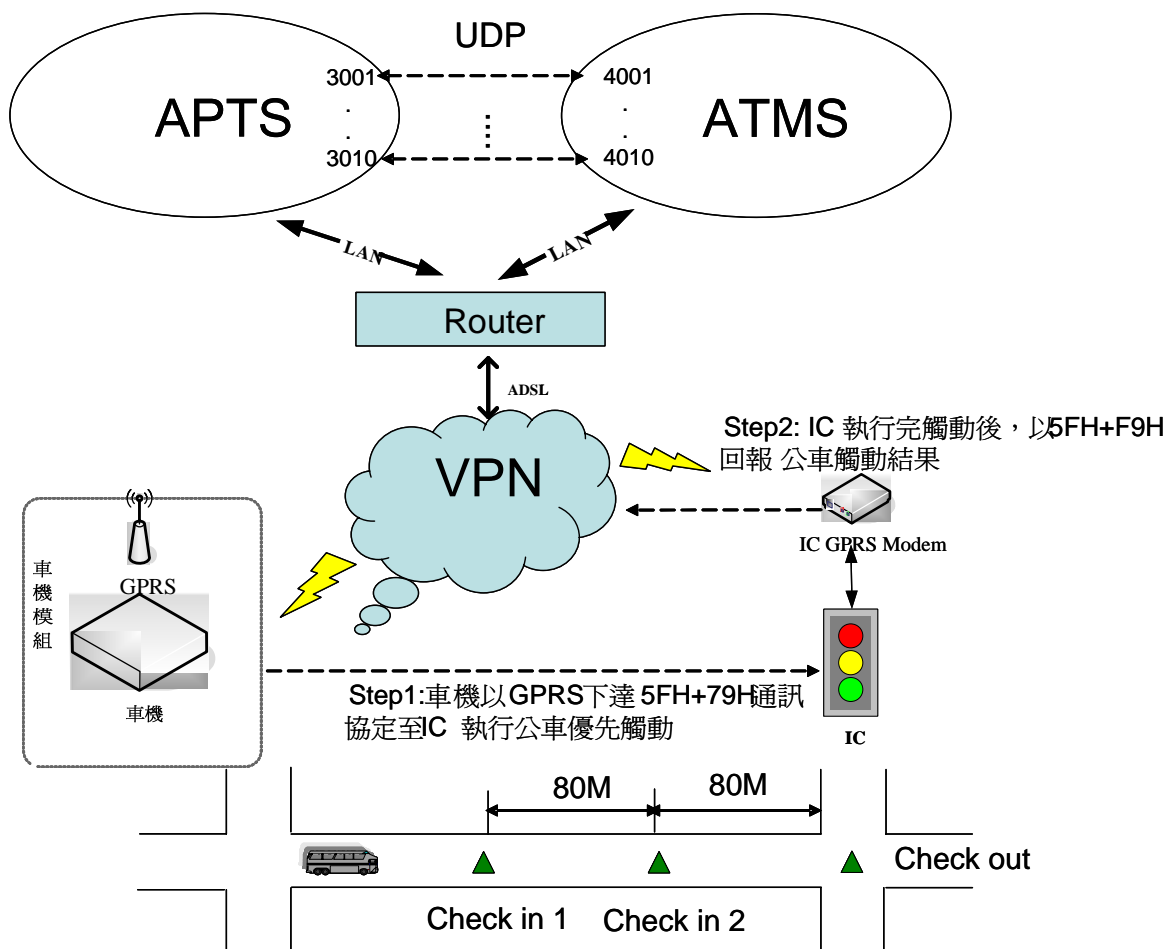 UDP
3001
4001
APTS
ATMS
.
.
.
.
3010
4010
LAN
LAN
Router
ADSL
VPN
Step2: IC 執行完觸動後，以5FH+F9H
回報 公車觸動結果
IC GPRS Modem
車機模組
GPRS
車機
Step1:車機以GPRS下達 5FH+79H通訊
協定至IC 執行公車優先觸動
IC
80M
80M
Check out
Check in 1
Check in 2